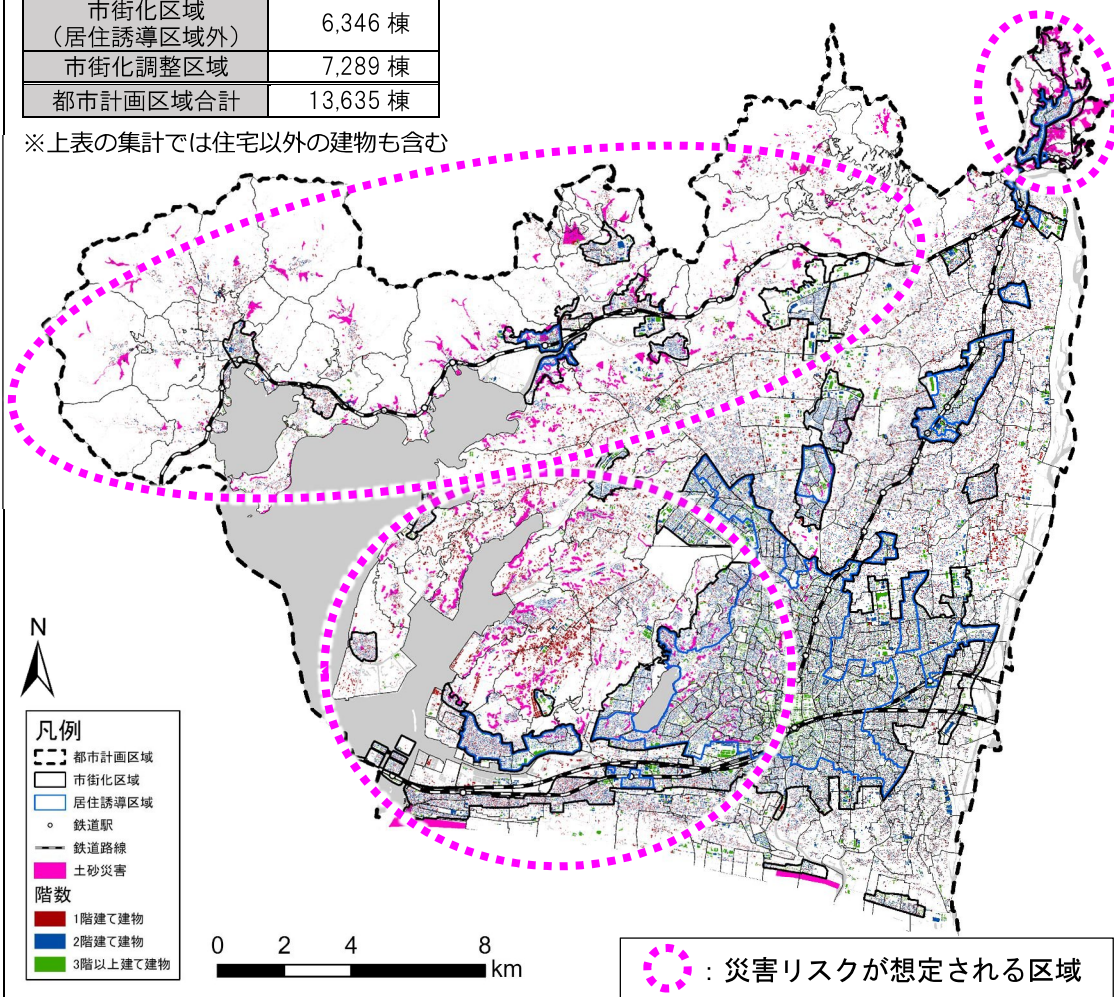 市街化区域
（居住誘導区域外）
6,346 棟
市街化調整区域
7,289 棟
都市計画区域合計
13,635 棟
※上表の集計では住宅以外の建物も含む
N
凡例
都市計画区域
市街化区域
居住誘導区域
鉄道駅
鉄道路線
土砂災害
階数
1階建て建物
2階建て建物
3階以上建て建物
0 2 4 8
km
：災害リスクが想定される区域